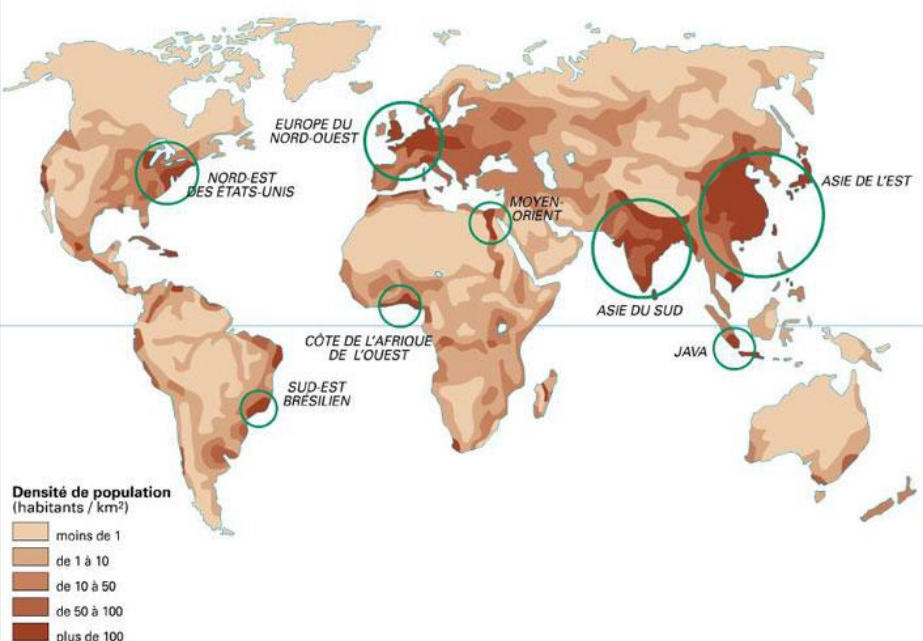 EUROPE DU
NORD-OUEST
NORD-EST
DES ÉTATS-UNIS
MOYEN-
ORIENT
ASIE DE L'EST
ASIE DU SUD
CÔTE DE L'AFRIQUE
DE L'OUEST
JAVA
SUD-EST
BRÉSILIEN
Densité de population
(habitants / km²)
moins de 1
de 1 à 10
de 10 à 50
de 50 à 100
plus de 100